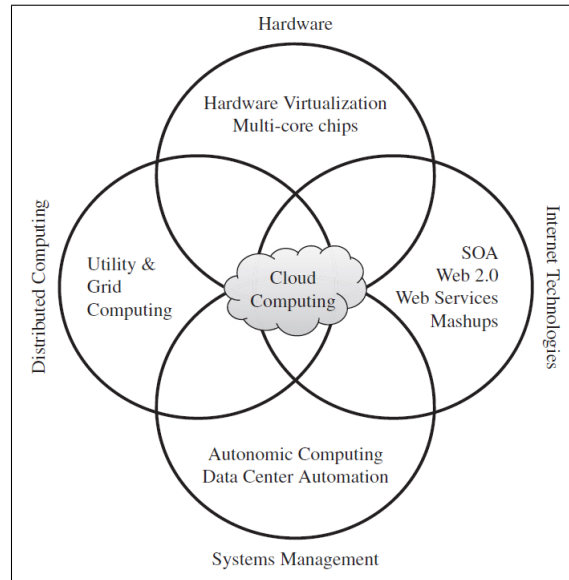 Hardware
Hardware Virtualization
Multi-core chips
Distributed Computing
Utility &
Grid
Computing
Cloud
Computing
SOA
Web 2.0
Web Services
Mashups
Internet Technologies
Autonomic Computing
Data Center Automation
Systems Management